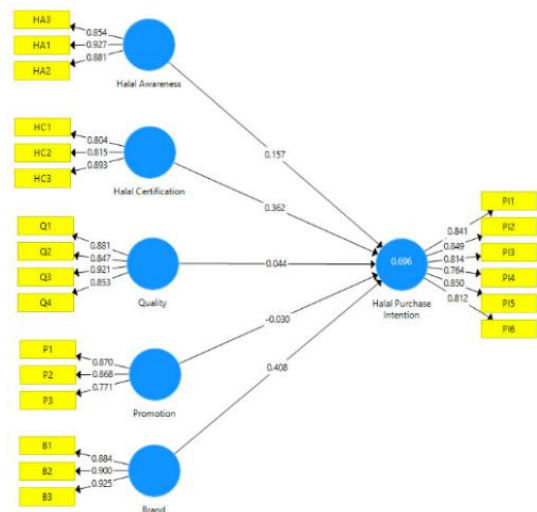 HA3
0.854
HA1
0.927
HA2
0.881
Halal Awareness
0.157
HC1
0.804
HC2
0.815
HC3
0.893
Halal Certification
0.362
Q1
0.881
Q2
0.847
Q3
0.921
Q4
0.853
Quality
0.044
P1
0.870
P2
0.868
P3
0.771
Promotion
-0.030
B1
0.884
B2
0.900
B3
0.925
Brand
0.408
0.696
Halal Purchase
Intention
0.841
PI1
0.849
PI2
0.814
PI3
0.764
PI4
0.850
PI5
0.812
PI6